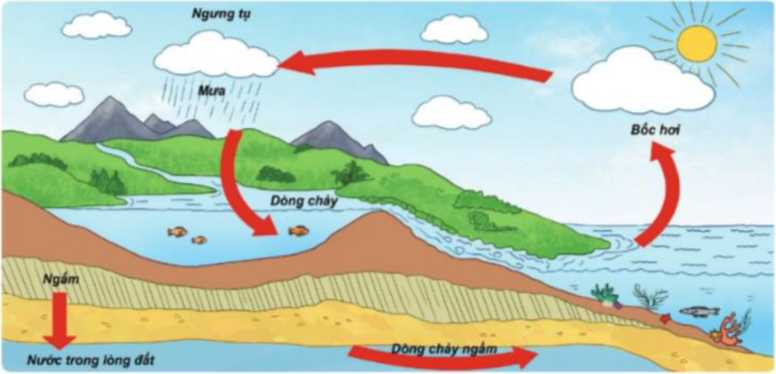 Ngưng tụ
Mưa
Bốc hơi
Dòng chảy
Ngấm
Nước trong lòng đất
Dòng chảy ngầm